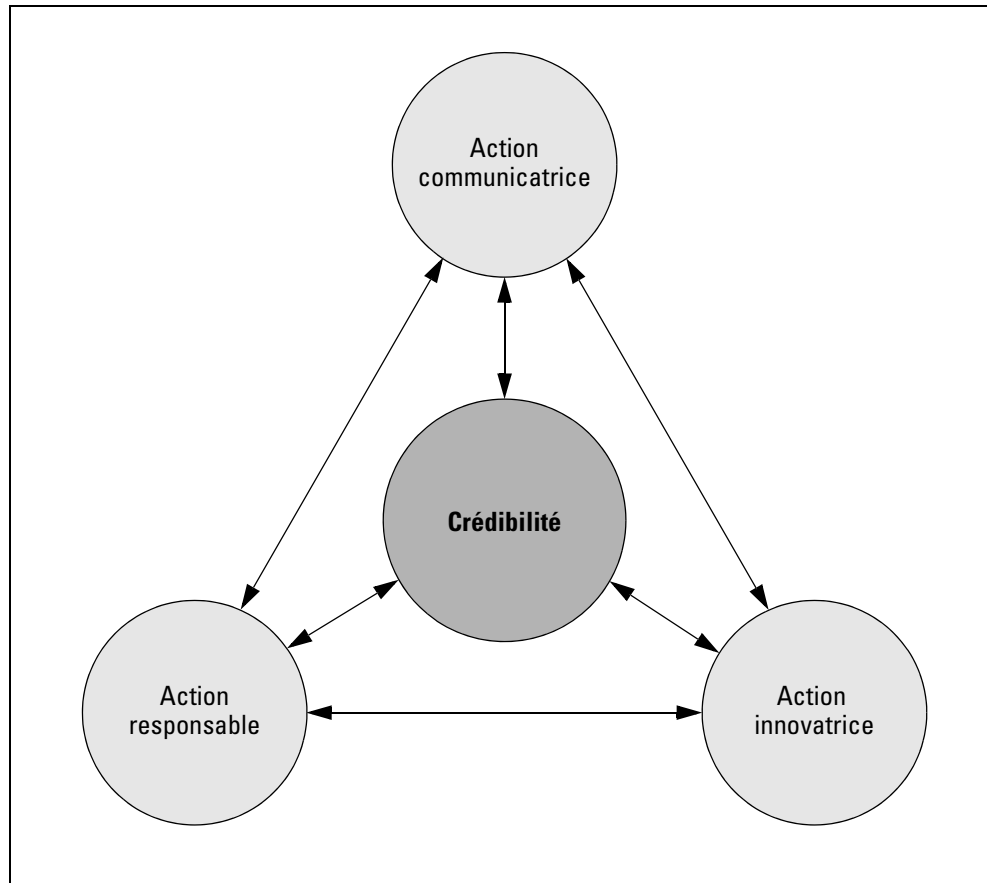 Action
communicatrice
Crédibilité
Action
responsable
Action
innovatrice